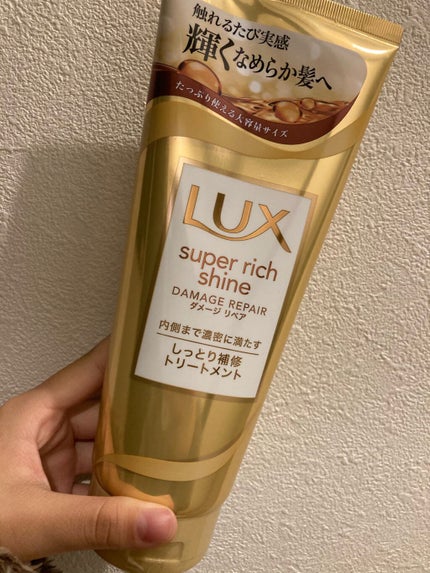 触れるたび実感
輝くなめらか髪へ
たっぷり使える大容量サイズ
LUX
super rich
shine
DAMAGE REPAIR
ダメージ リペア
内側まで濃密に満たす
しっとり補修
トリートメント